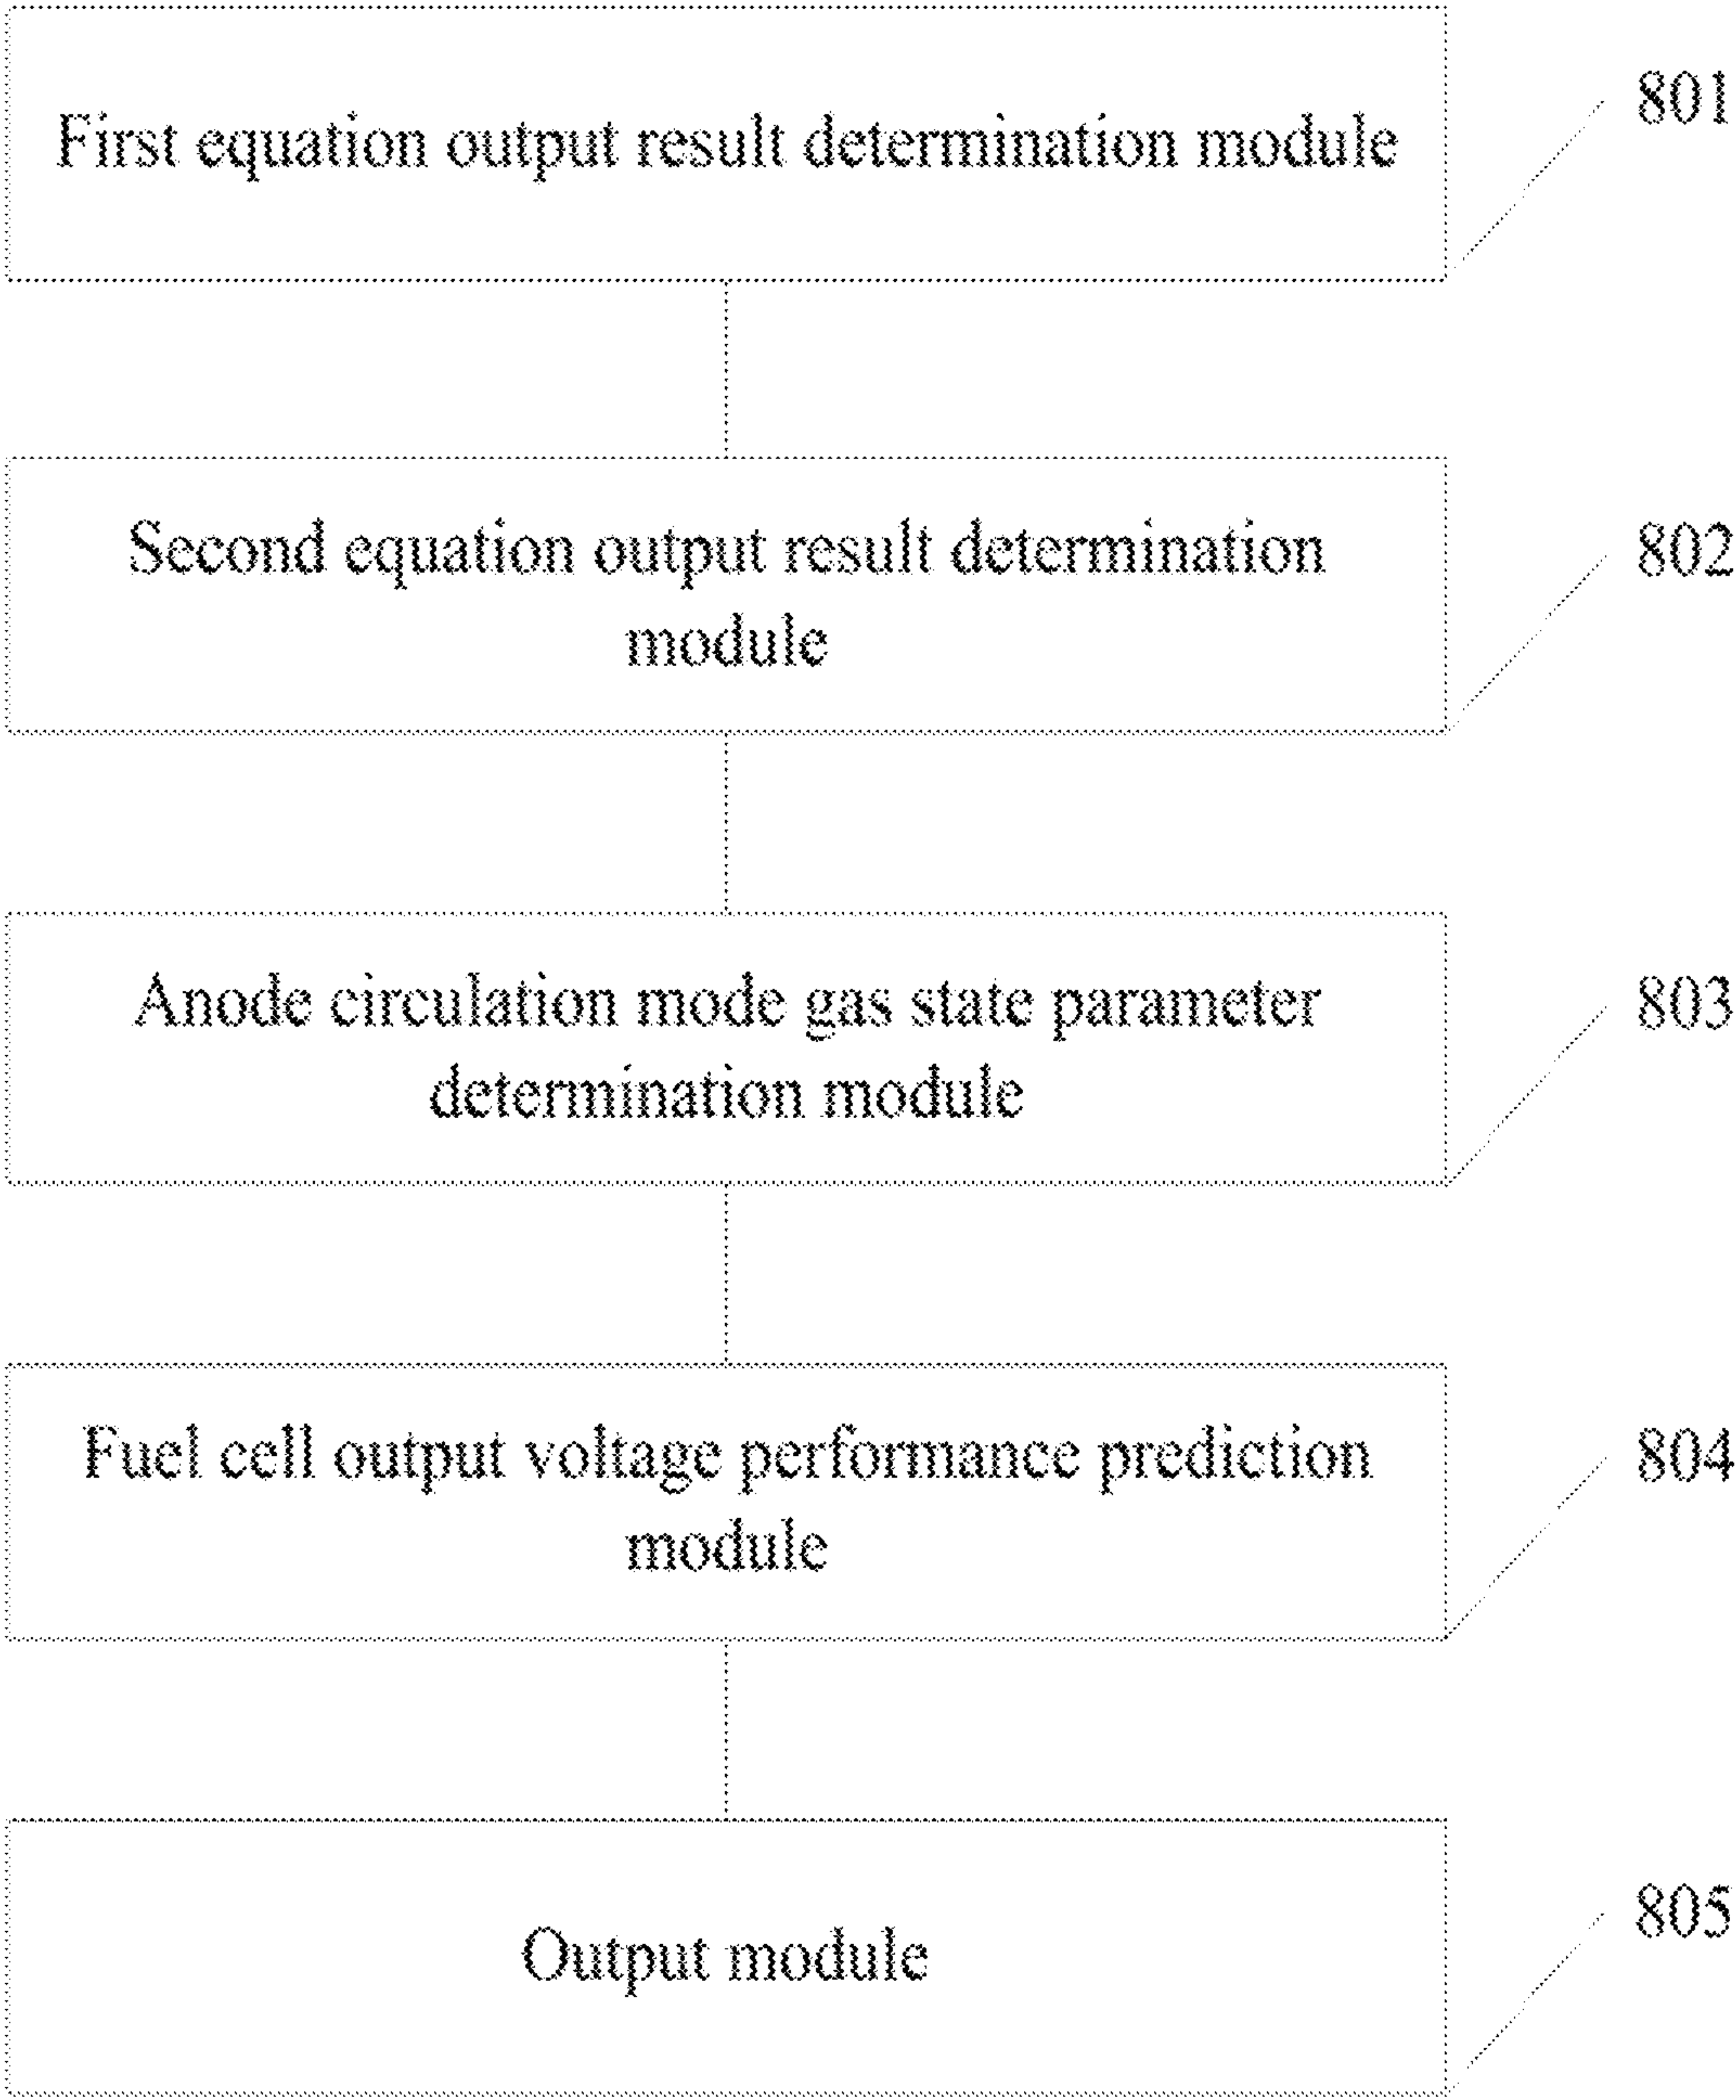 First equation output result determination module
801
Second equation output result determination
module
802
Anode circulation mode gas state parameter
determination module
803
Fuel cell output voltage performance prediction
module
804
Output module
805